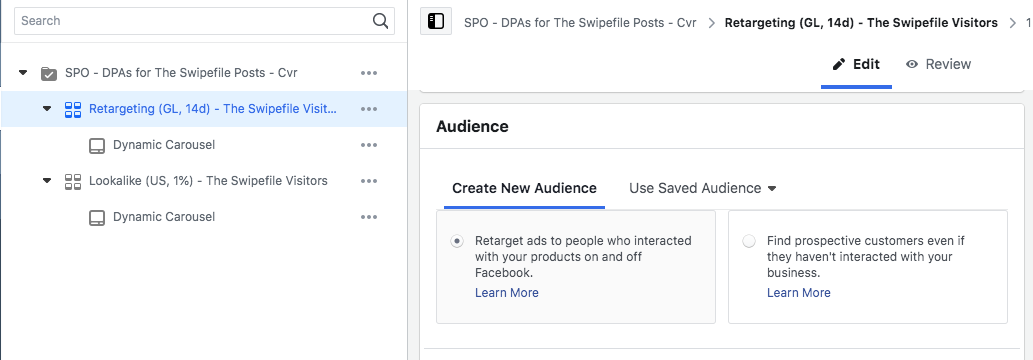 Search
SPO - DPAs for The Swipefile Posts - Cvr
Retargeting (GL, 14d) - The Swipefile Visit...
Dynamic Carousel
Lookalike (US, 1%) - The Swipefile Visitors
Dynamic Carousel
SPO - DPAs for The Swipefile Posts - Cvr > Retargeting (GL, 14d) - The Swipefile Visitors > 1
Edit Review
Audience
Create New Audience Use Saved Audience
Retarget ads to people who interacted
with your products on and off
Facebook.
Learn More
Find prospective customers even if
they haven't interacted with your
business.
Learn More